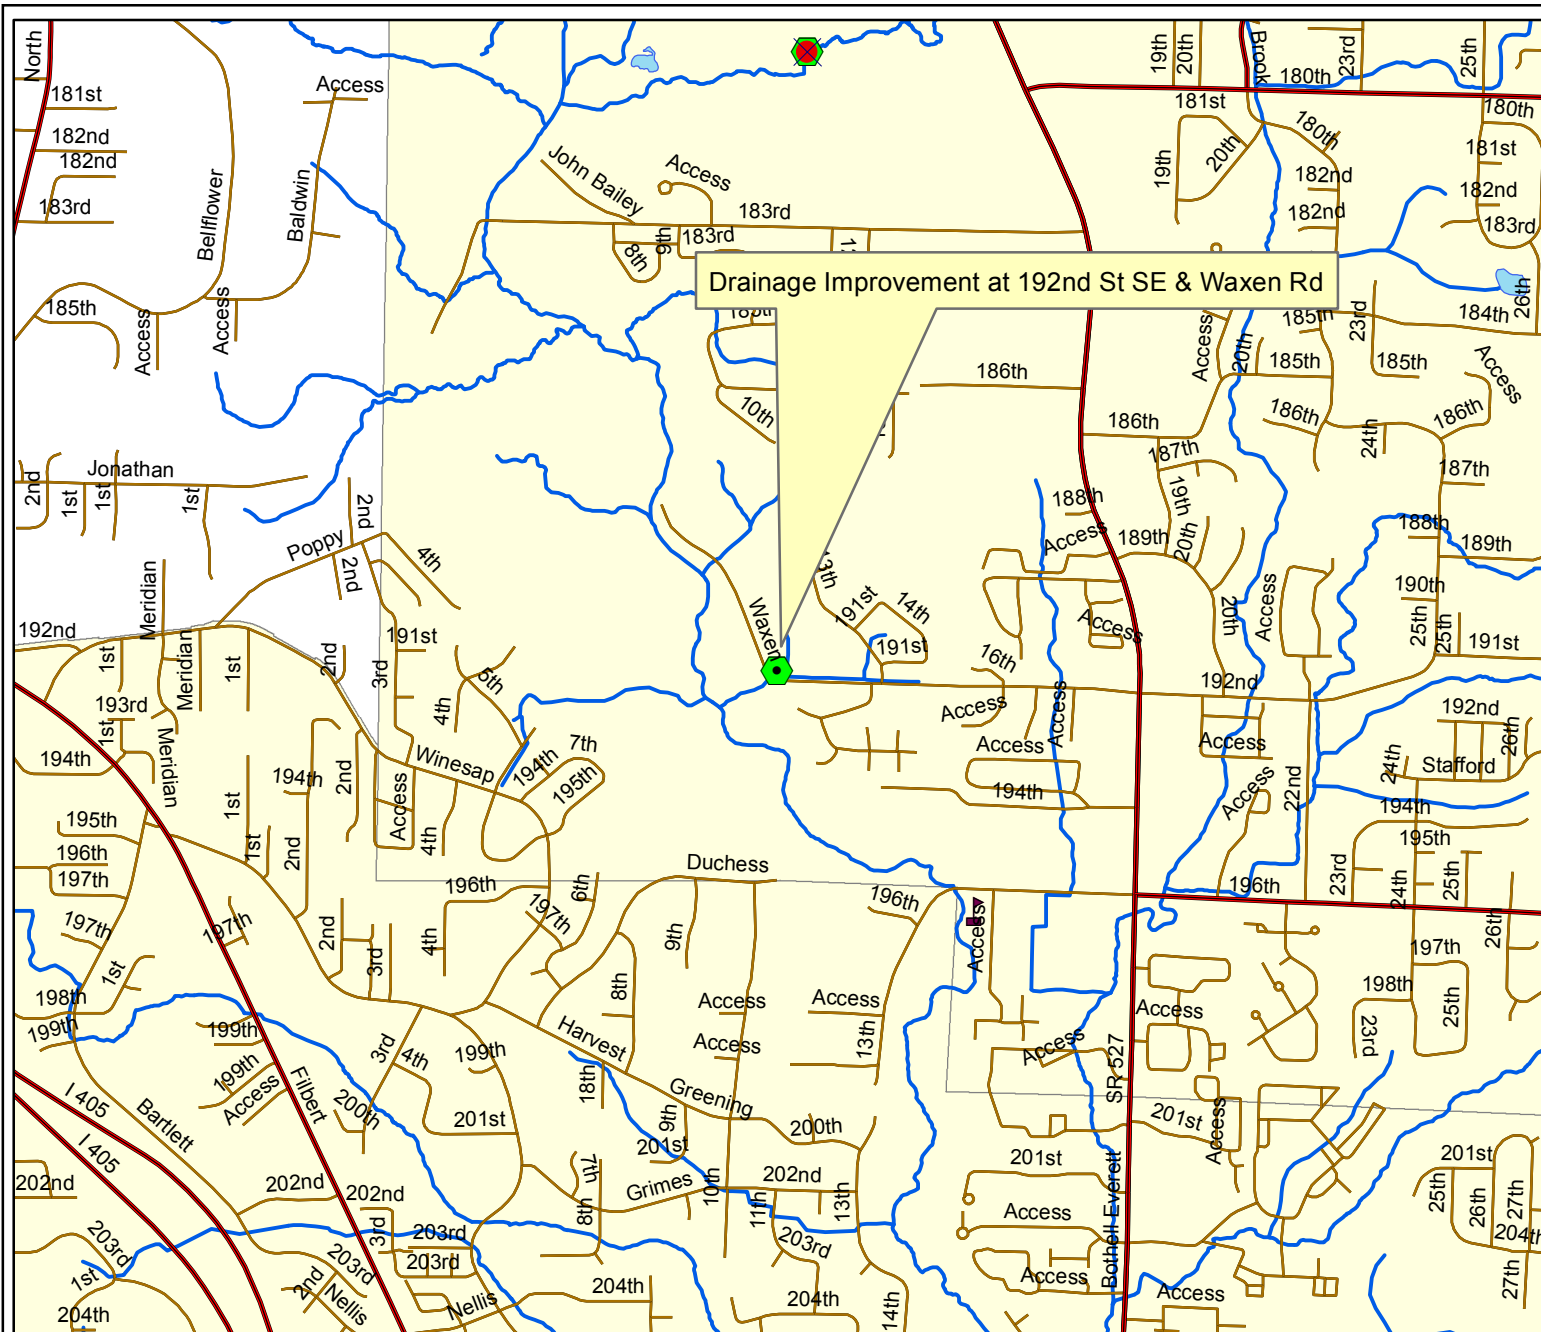 North
181st
182nd
182nd
183rd
Bellflower
Baldwin
Access
185th
Access
Access
John Bailey
Access
183rd
8th
9th
183rd
Drainage Improvement at 192nd St SE & Waxen Rd
19th
20th
Brook
180th
23rd
25th
181st
180th
180th
19th
20th
181st
182nd
182nd
182nd
183rd
26th
185th
23rd
184th
Access
20th
185th
185th
Access
186th
10th
186th
186th
24th
186th
187th
187th
Jonathan
2nd
1st
1st
1st
2nd
Poppy
2nd
4th
188th
19th
Access
189th
20th
188th
189th
192nd
Meridian
Meridian
1st
1st
2nd
3rd
191st
5th
4th
Waxen
13th
191st
14th
191st
16th
Access
Access
20th
Access
190th
25th
25th
191st
193rd
1st
194th
Meridian
194th
2nd
1st
Winesap
Access
194th
7th
195th
Access
Access
Access
192nd
194th
Access
Access
22nd
192nd
26th
Stafford
24th
194th
195th
195th
196th
197th
1st
2nd
4th
Duchess
196th
6th
197th
196th
196th
23rd
24th
25th
26th
197th
197th
1st
198th
199th
2nd
3rd
4th
9th
8th
Access
Access
Access
13th
Access
Access
Access
197th
198th
25th
23rd
199th
199th
Access
Filbert
3rd
4th
200th
199th
201st
Harvest
18th
Greening
200th
SR 527
201st
Access
I 405
I 405
Bartlett
9th
201st
202nd
202nd
202nd
7th
8th
Grimes
10th
202nd
11th
13th
201st
Bothell Everett
201st
25th
26th
27th
204th
203rd
1st
204th
203rd
2nd
Nellis
3rd
203rd
203rd
Nellis
204th
203rd
204th
14th
Access
Access
Access
27th